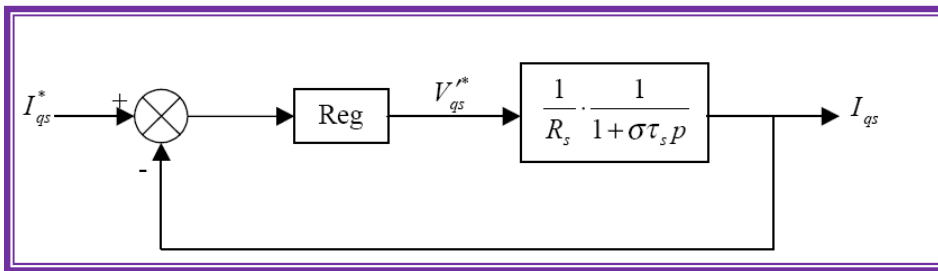 I*qs
+
-
Reg
V′*qs
1/Rs · 1/(1+στs p)
Iqs